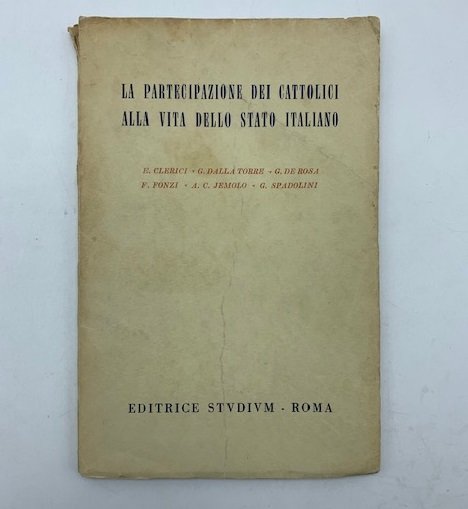 LA PARTECIPAZIONE DEI CATTOLICI
ALLA VITA DELLO STATO ITALIANO
E. CLERICI • G. DALLA TORRE • G. DE ROSA
F. FONZI • A. C. JEMOLO • G. SPADOLINI
EDITRICE STVDIVM - ROMA